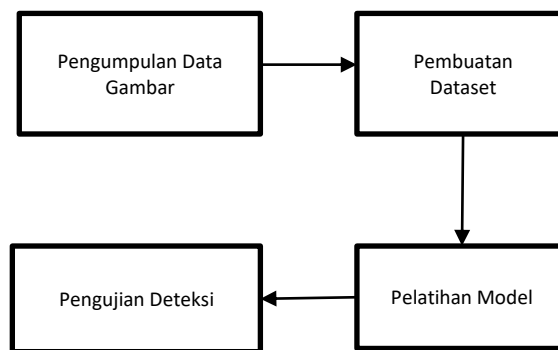 Pengumpulan Data
Gambar
Pembuatan
Dataset
Pelatihan Model
Pengujian Deteksi